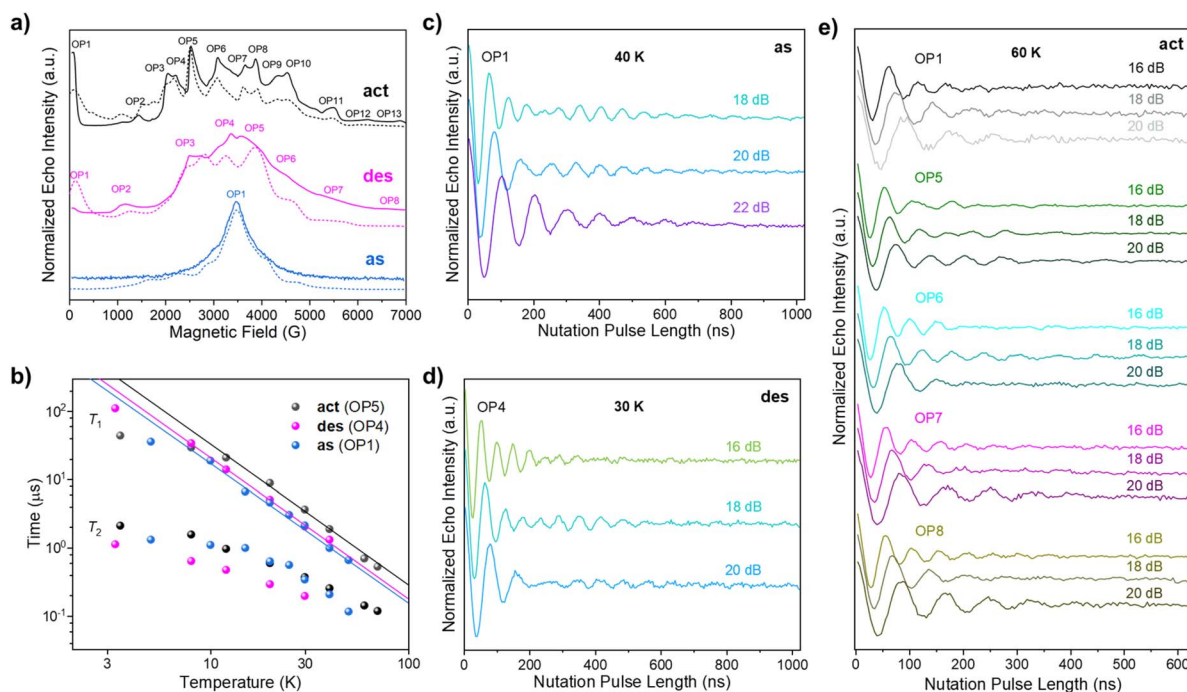 a)
Normalized Echo Intensity (a.u.)
OP1
OP2
OP3
OP4
OP5
OP6
OP7
OP8
OP9
OP10
OP11
OP12
OP13
act
OP1
OP2
OP3
OP4
OP5
OP6
OP7
OP8
des
OP1
as
0 1000 2000 3000 4000 5000 6000 7000
Magnetic Field (G)
b)
Time (μs)
10²
10¹
10⁰
10⁻¹
T₁
T₂
act (OP5)
des (OP4)
as (OP1)
3 10 30 100
Temperature (K)
c)
Normalized Echo Intensity (a.u.)
OP1
40 K
as
18 dB
20 dB
22 dB
0 200 400 600 800 1000
Nutation Pulse Length (ns)
d)
Normalized Echo Intensity (a.u.)
OP4
30 K
des
16 dB
18 dB
20 dB
0 200 400 600 800 1000
Nutation Pulse Length (ns)
e)
Normalized Echo Intensity (a.u.)
60 K
act
OP1
16 dB
18 dB
20 dB
OP5
16 dB
18 dB
20 dB
OP6
16 dB
18 dB
20 dB
OP7
16 dB
18 dB
20 dB
OP8
16 dB
18 dB
20 dB
0 100 200 300 400 500 600
Nutation Pulse Length (ns)